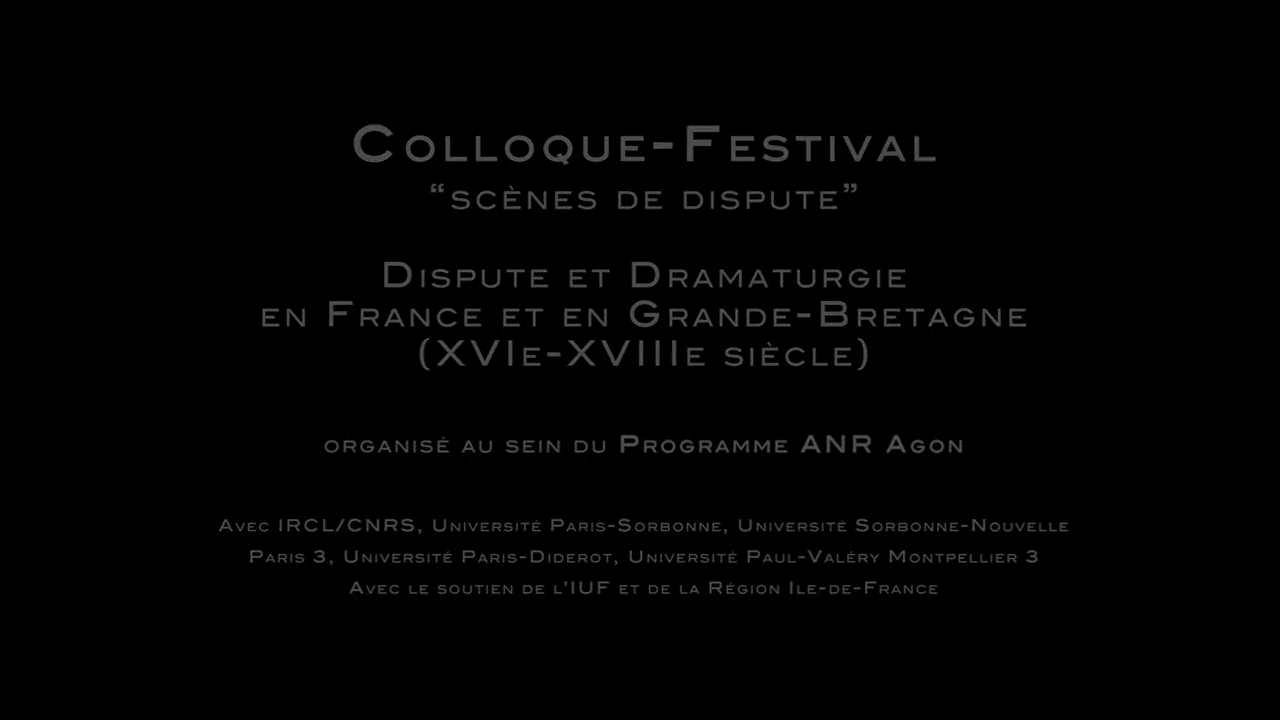 Colloque-Festival
“scènes de dispute”
Dispute et Dramaturgie
en France et en Grande-Bretagne
(XVIe-XVIIIe siècle)
organisé au sein du Programme ANR Agon
Avec IRCL/CNRS, Université Paris-Sorbonne, Université Sorbonne-Nouvelle
Paris 3, Université Paris-Diderot, Université Paul-Valéry Montpellier 3
Avec le soutien de l’IUF et de la Région Ile-de-France